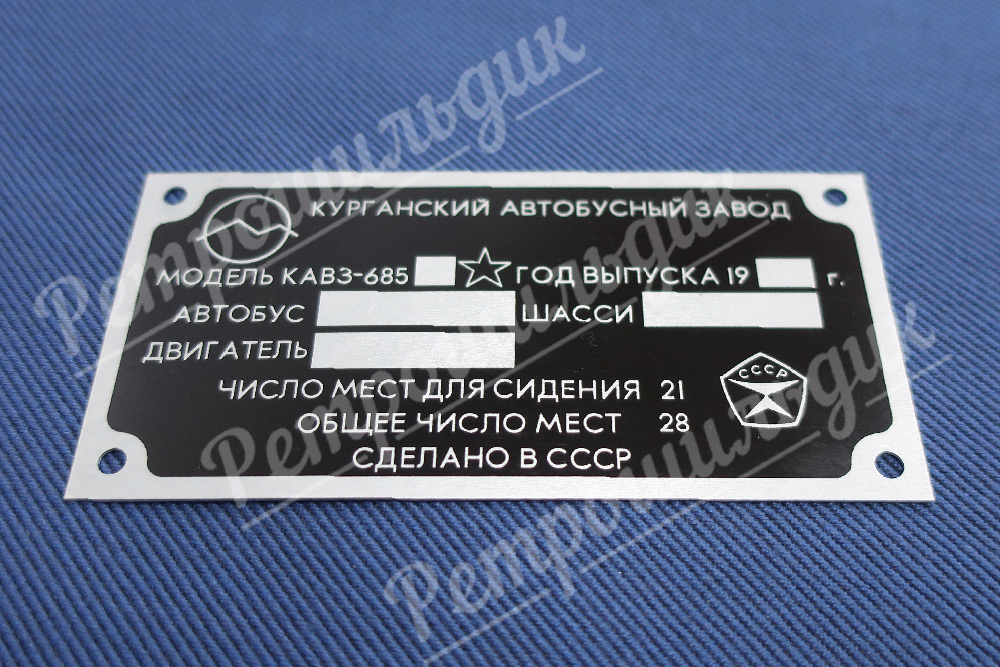 КУРГАНСКИЙ АВТОБУСНЫЙ ЗАВОД
МОДЕЛЬ КАВЗ-685 ГОД ВЫПУСКА 19 г.
АВТОБУС ШАССИ
ДВИГАТЕЛЬ
СССР
ЧИСЛО МЕСТ ДЛЯ СИДЕНИЯ 21
ОБЩЕЕ ЧИСЛО МЕСТ 28
СДЕЛАНО В СССР
Ретрошильдик
Ретрошильдик
Ретрошильдик
Ретрошильдик